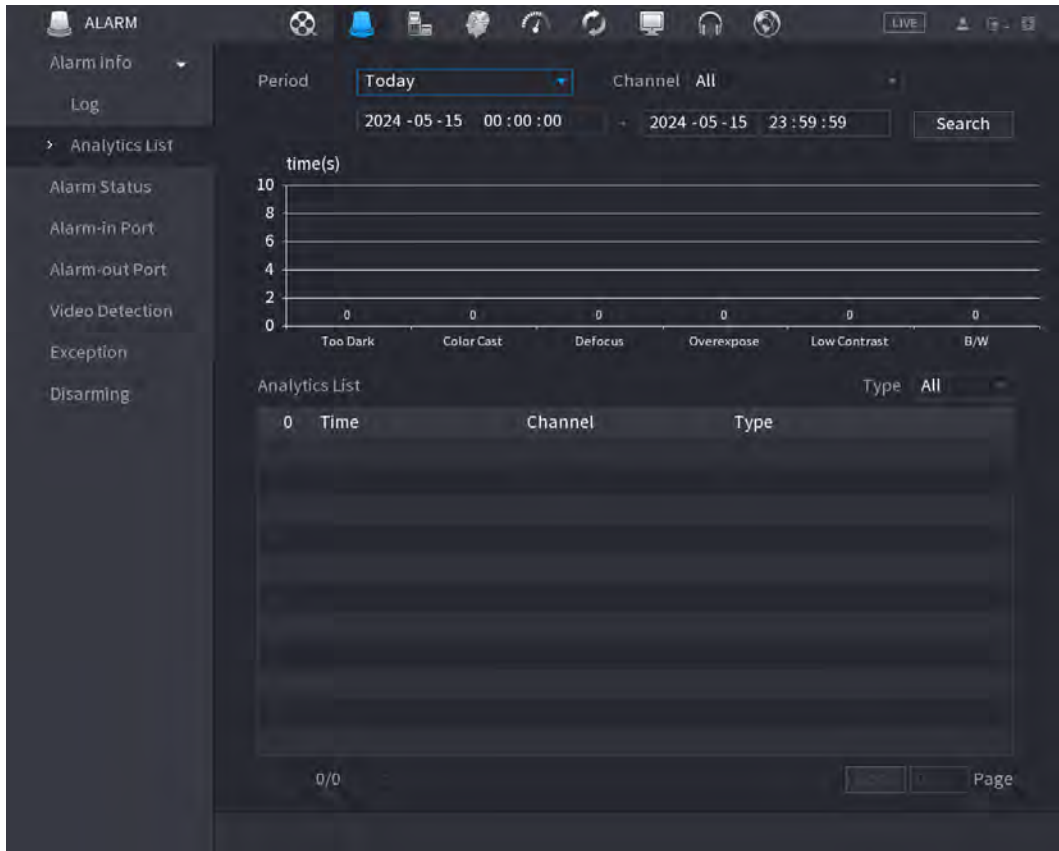 ALARM
LIVE
Alarm info
Log
Analytics List
Alarm Status
Alarm-in Port
Alarm-out Port
Video Detection
Exception
Disarming
Period Today Channel All
2024 -05 -15 00 :00 :00 - 2024 -05 -15 23 :59 :59 Search
time(s)
10
8
6
4
2
0
0 0 0 0 0 0
Too Dark Color Cast Defocus Overexpose Low Contrast B/W
Analytics List Type All
0 Time Channel Type
0/0 Page